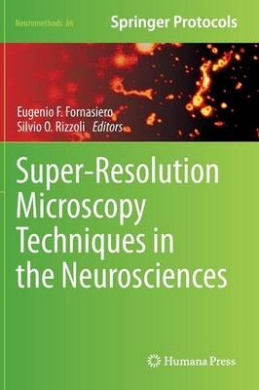 Neuromethods 86
Springer Protocols
Eugenio F. Fornasiero
Silvio O. Rizzoli Editors
Super-Resolution
Microscopy
Techniques in
the Neurosciences
Humana Press